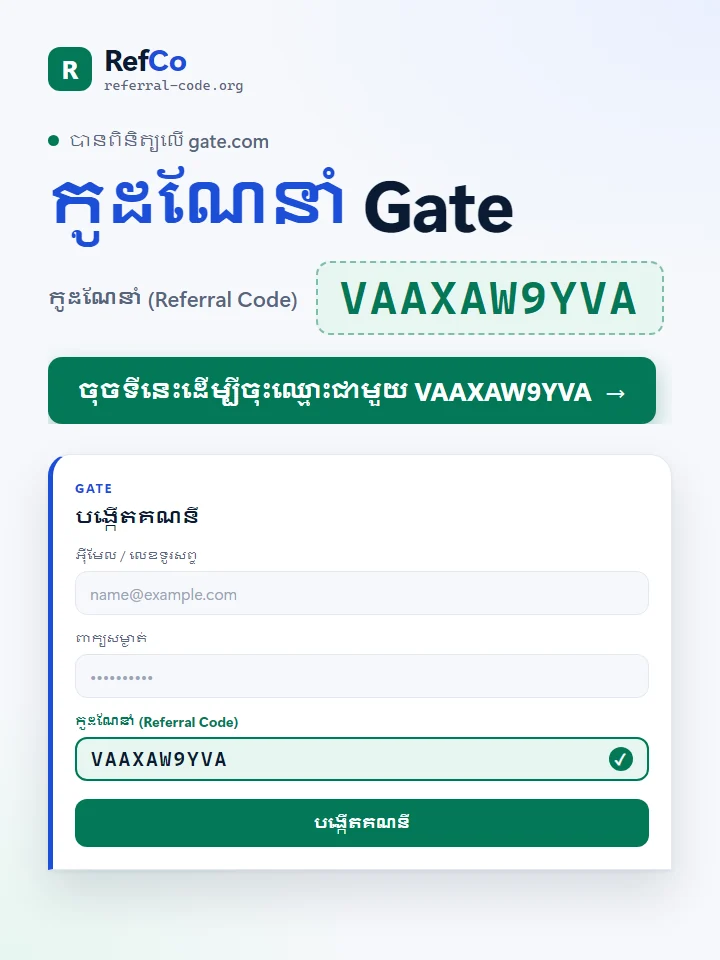 R
RefCo
referral-code.org
បានពិនិត្យលើ gate.com
កូដណែនាំ Gate
កូដណែនាំ (Referral Code)
VAAXAW9YVA
ចុចទីនេះដើម្បីចុះឈ្មោះជាមួយ VAAXAW9YVA →
GATE
បង្កើតគណនី
អ៊ីមែល / លេខទូរសព្ទ
name@example.com
ពាក្យសម្ងាត់
••••••••••
កូដណែនាំ (Referral Code)
VAAXAW9YVA
បង្កើតគណនី